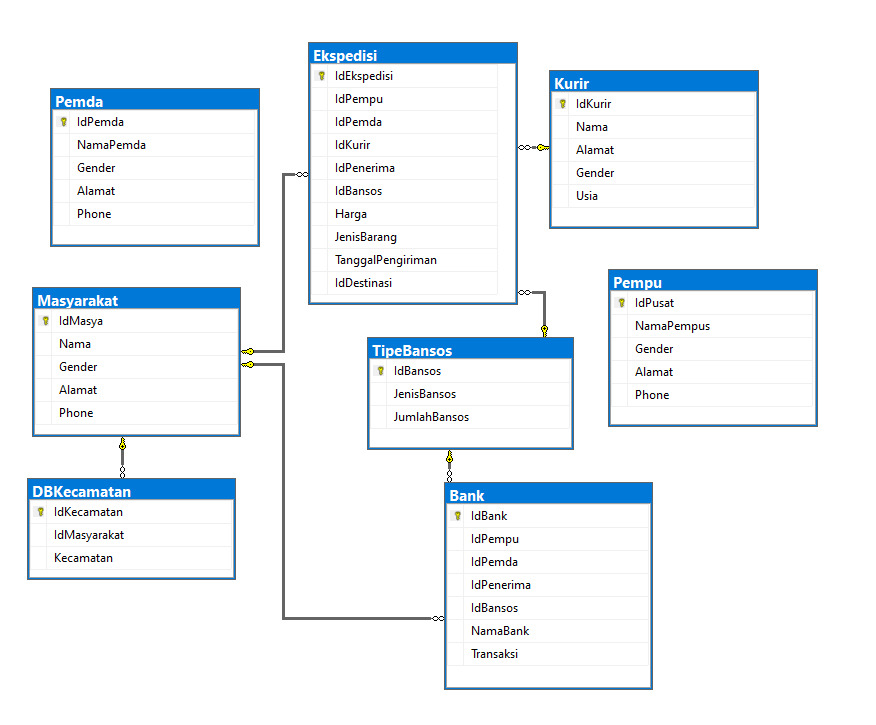 Ekspedisi
IdEkspedisi
IdPempu
IdPemda
IdKurir
IdPenerima
IdBansos
Harga
JenisBarang
TanggalPengiriman
IdDestinasi
Kurir
IdKurir
Nama
Alamat
Gender
Usia
Pemda
IdPemda
NamaPemda
Gender
Alamat
Phone
Masyarakat
IdMasya
Nama
Gender
Alamat
Phone
Pempu
IdPusat
NamaPempus
Gender
Alamat
Phone
TipeBansos
IdBansos
JenisBansos
JumlahBansos
DBKecamatan
IdKecamatan
IdMasyarakat
Kecamatan
Bank
IdBank
IdPempu
IdPemda
IdPenerima
IdBansos
NamaBank
Transaksi